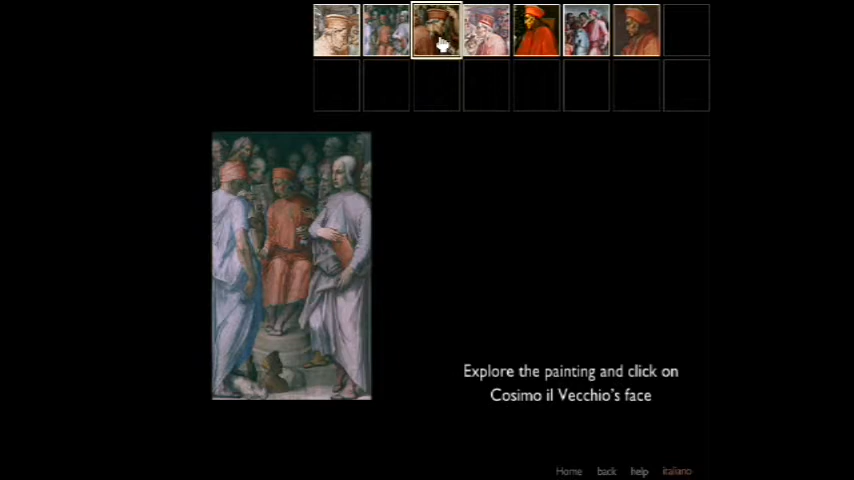 Explore the painting and click on
Cosimo il Vecchio's face
Home back help italiano